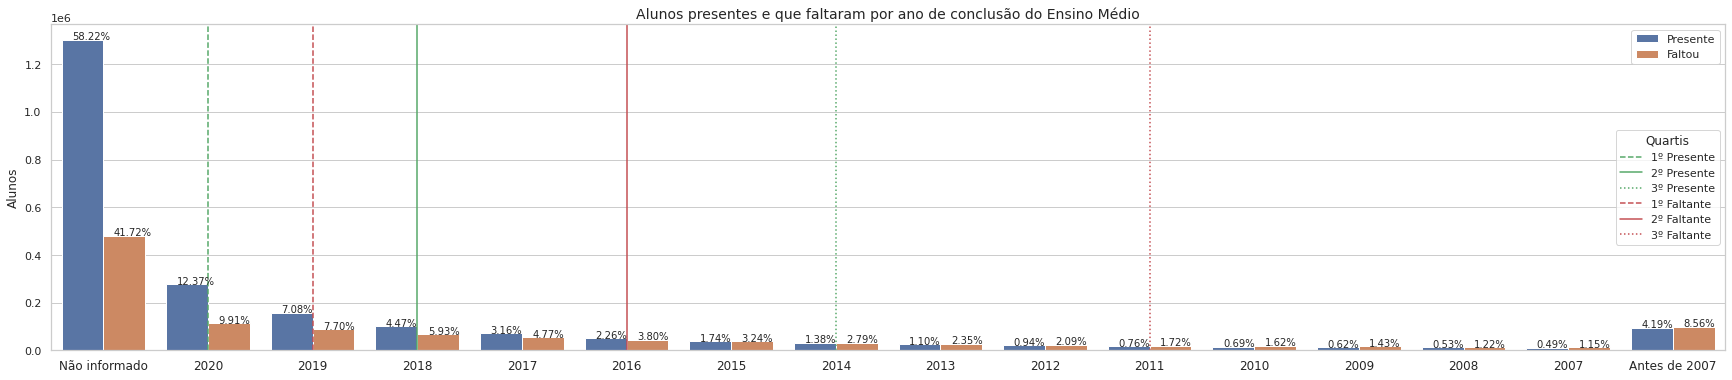 Alunos presentes e que faltaram por ano de conclusão do Ensino Médio
1e6
Presente
Faltou
Quartis
1º Presente
2º Presente
3º Presente
1º Faltante
2º Faltante
3º Faltante
Alunos
1.2
1.0
0.8
0.6
0.4
0.2
0.0
58.22% 41.72%
12.37% 9.91%
7.08% 7.70%
4.47% 5.93%
3.16% 4.77%
2.26% 3.80%
1.74% 3.24%
1.38% 2.79%
1.10% 2.35%
0.94% 2.09%
0.76% 1.72%
0.69% 1.62%
0.62% 1.43%
0.53% 1.22%
0.49% 1.15%
4.19% 8.56%
Não informado 2020 2019 2018 2017 2016 2015 2014 2013 2012 2011 2010 2009 2008 2007 Antes de 2007